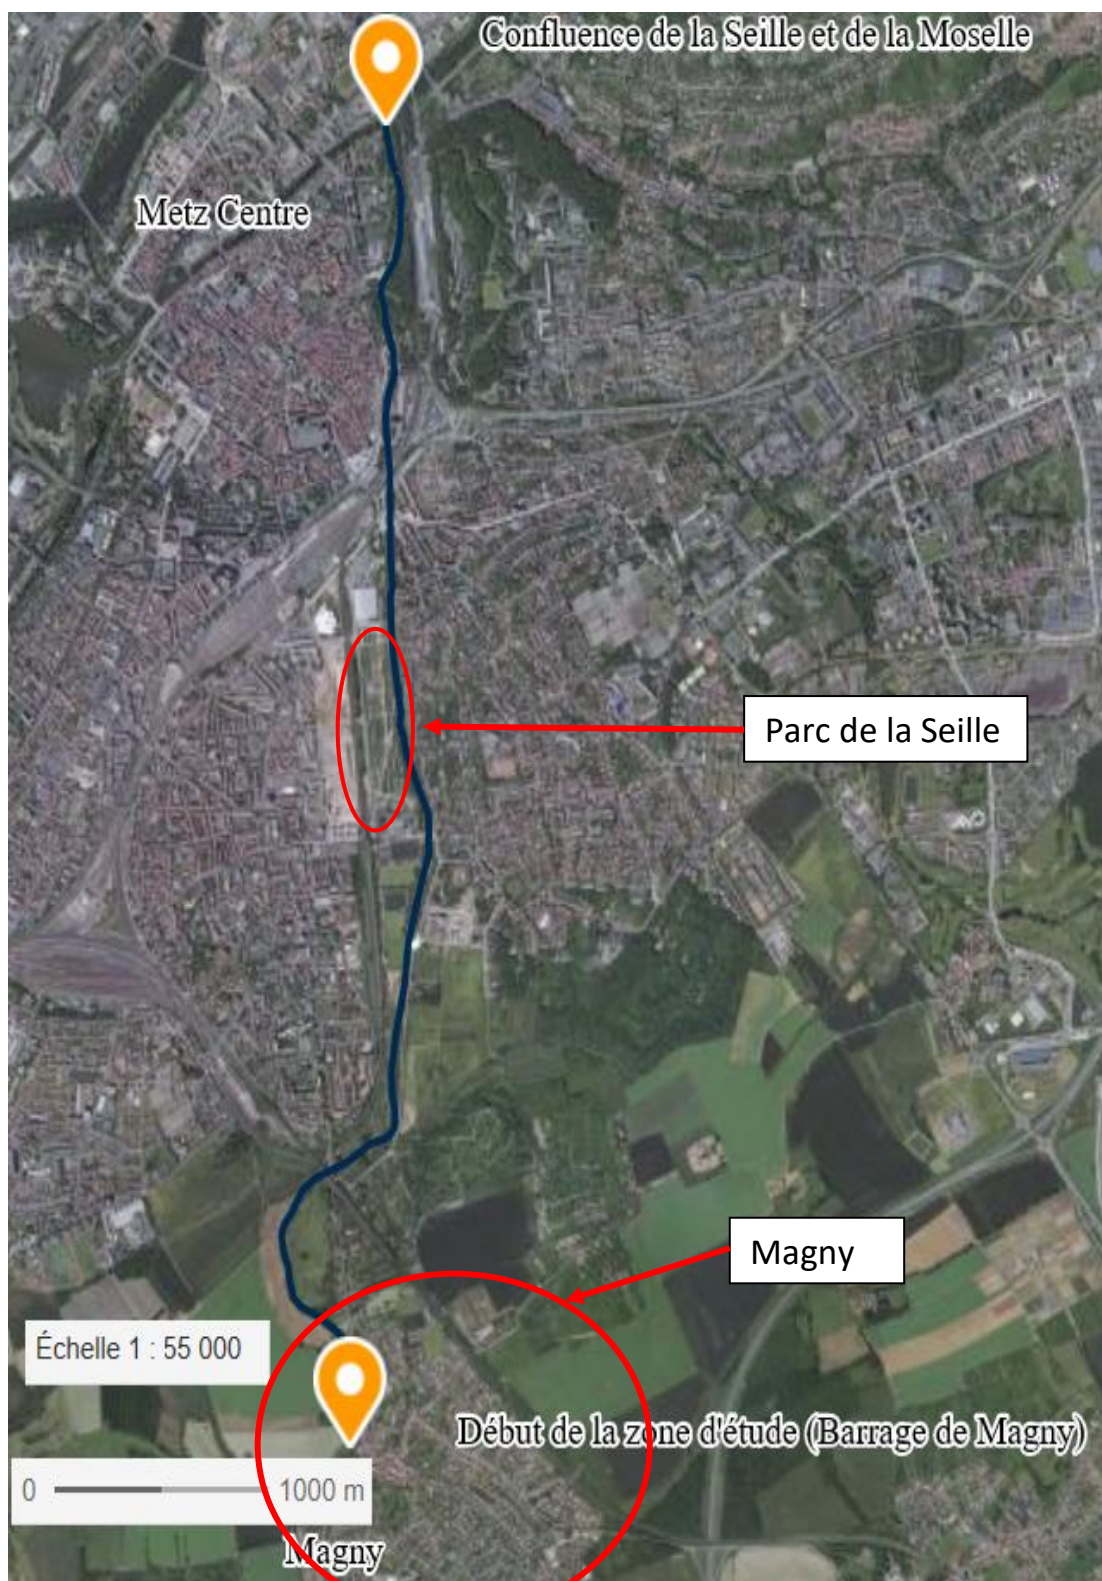 Confluence de la Seille et de la Moselle
Metz Centre
Parc de la Seille
Magny
Échelle 1 : 55 000
Début de la zone d'étude (Barrage de Magny)
0 1000 m
Magny